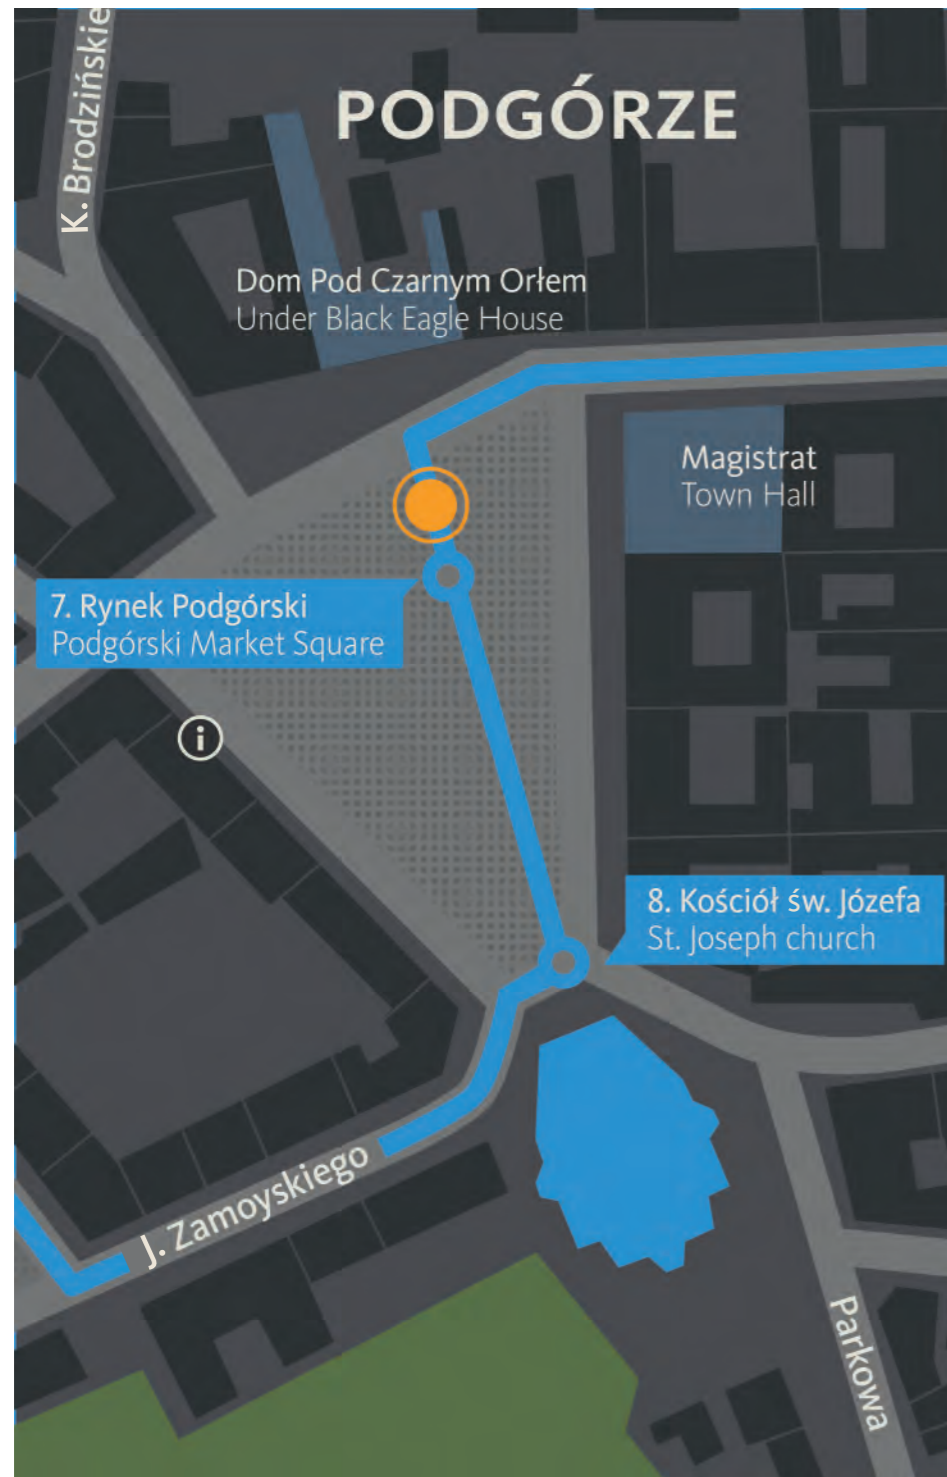 K. Brodzińskie
PODGÓRZE
Dom Pod Czarnym Orłem
Under Black Eagle House
Magistrat
Town Hall
7. Rynek Podgórski
Podgórski Market Square
i
8. Kościół św. Józefa
St. Joseph church
J. Zamoyskiego
Parkowa